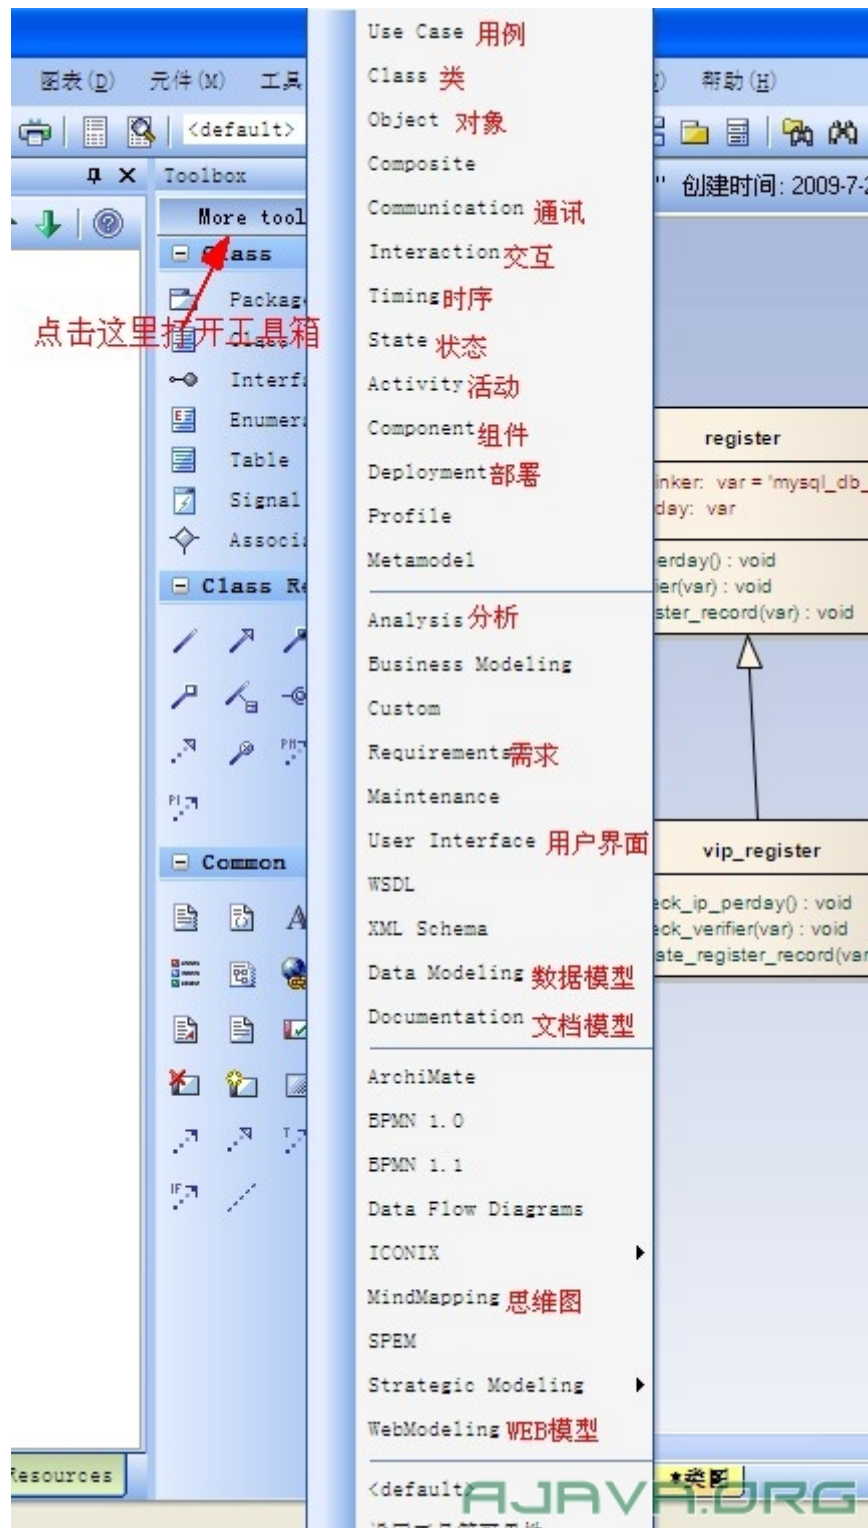 图表(D) 元件(M) 工具
帮助(H)
<default>
Toolbox
" 创建时间: 2009-7-2
More tool
Class
点击这里打开工具箱
Package
Class
Interf
Enumer
Table
Signal
Associ
Class Re
Common
Use Case 用例
Class 类
Object 对象
Composite
Communication 通讯
Interaction交互
Timing时序
State 状态
Activity活动
Component组件
Deployment部署
Profile
Metamodel
Analysis分析
Business Modeling
Custom
Requirements需求
Maintenance
User Interface 用户界面
WSDL
XML Schema
Data Modeling 数据模型
Documentation 文档模型
ArchiMate
BPMN 1.0
BPMN 1.1
Data Flow Diagrams
ICONIX
MindMapping 思维图
SPEM
Strategic Modeling
WebModeling WEB模型
<default>
register
inker: var = 'mysql_db_
day: var
erday() : void
ier(var) : void
ster_record(var) : void
vip_register
eck_ip_perday() : void
eck_verifier(var) : void
ate_register_record(var
Resources
*类图
AJAVA.ORG